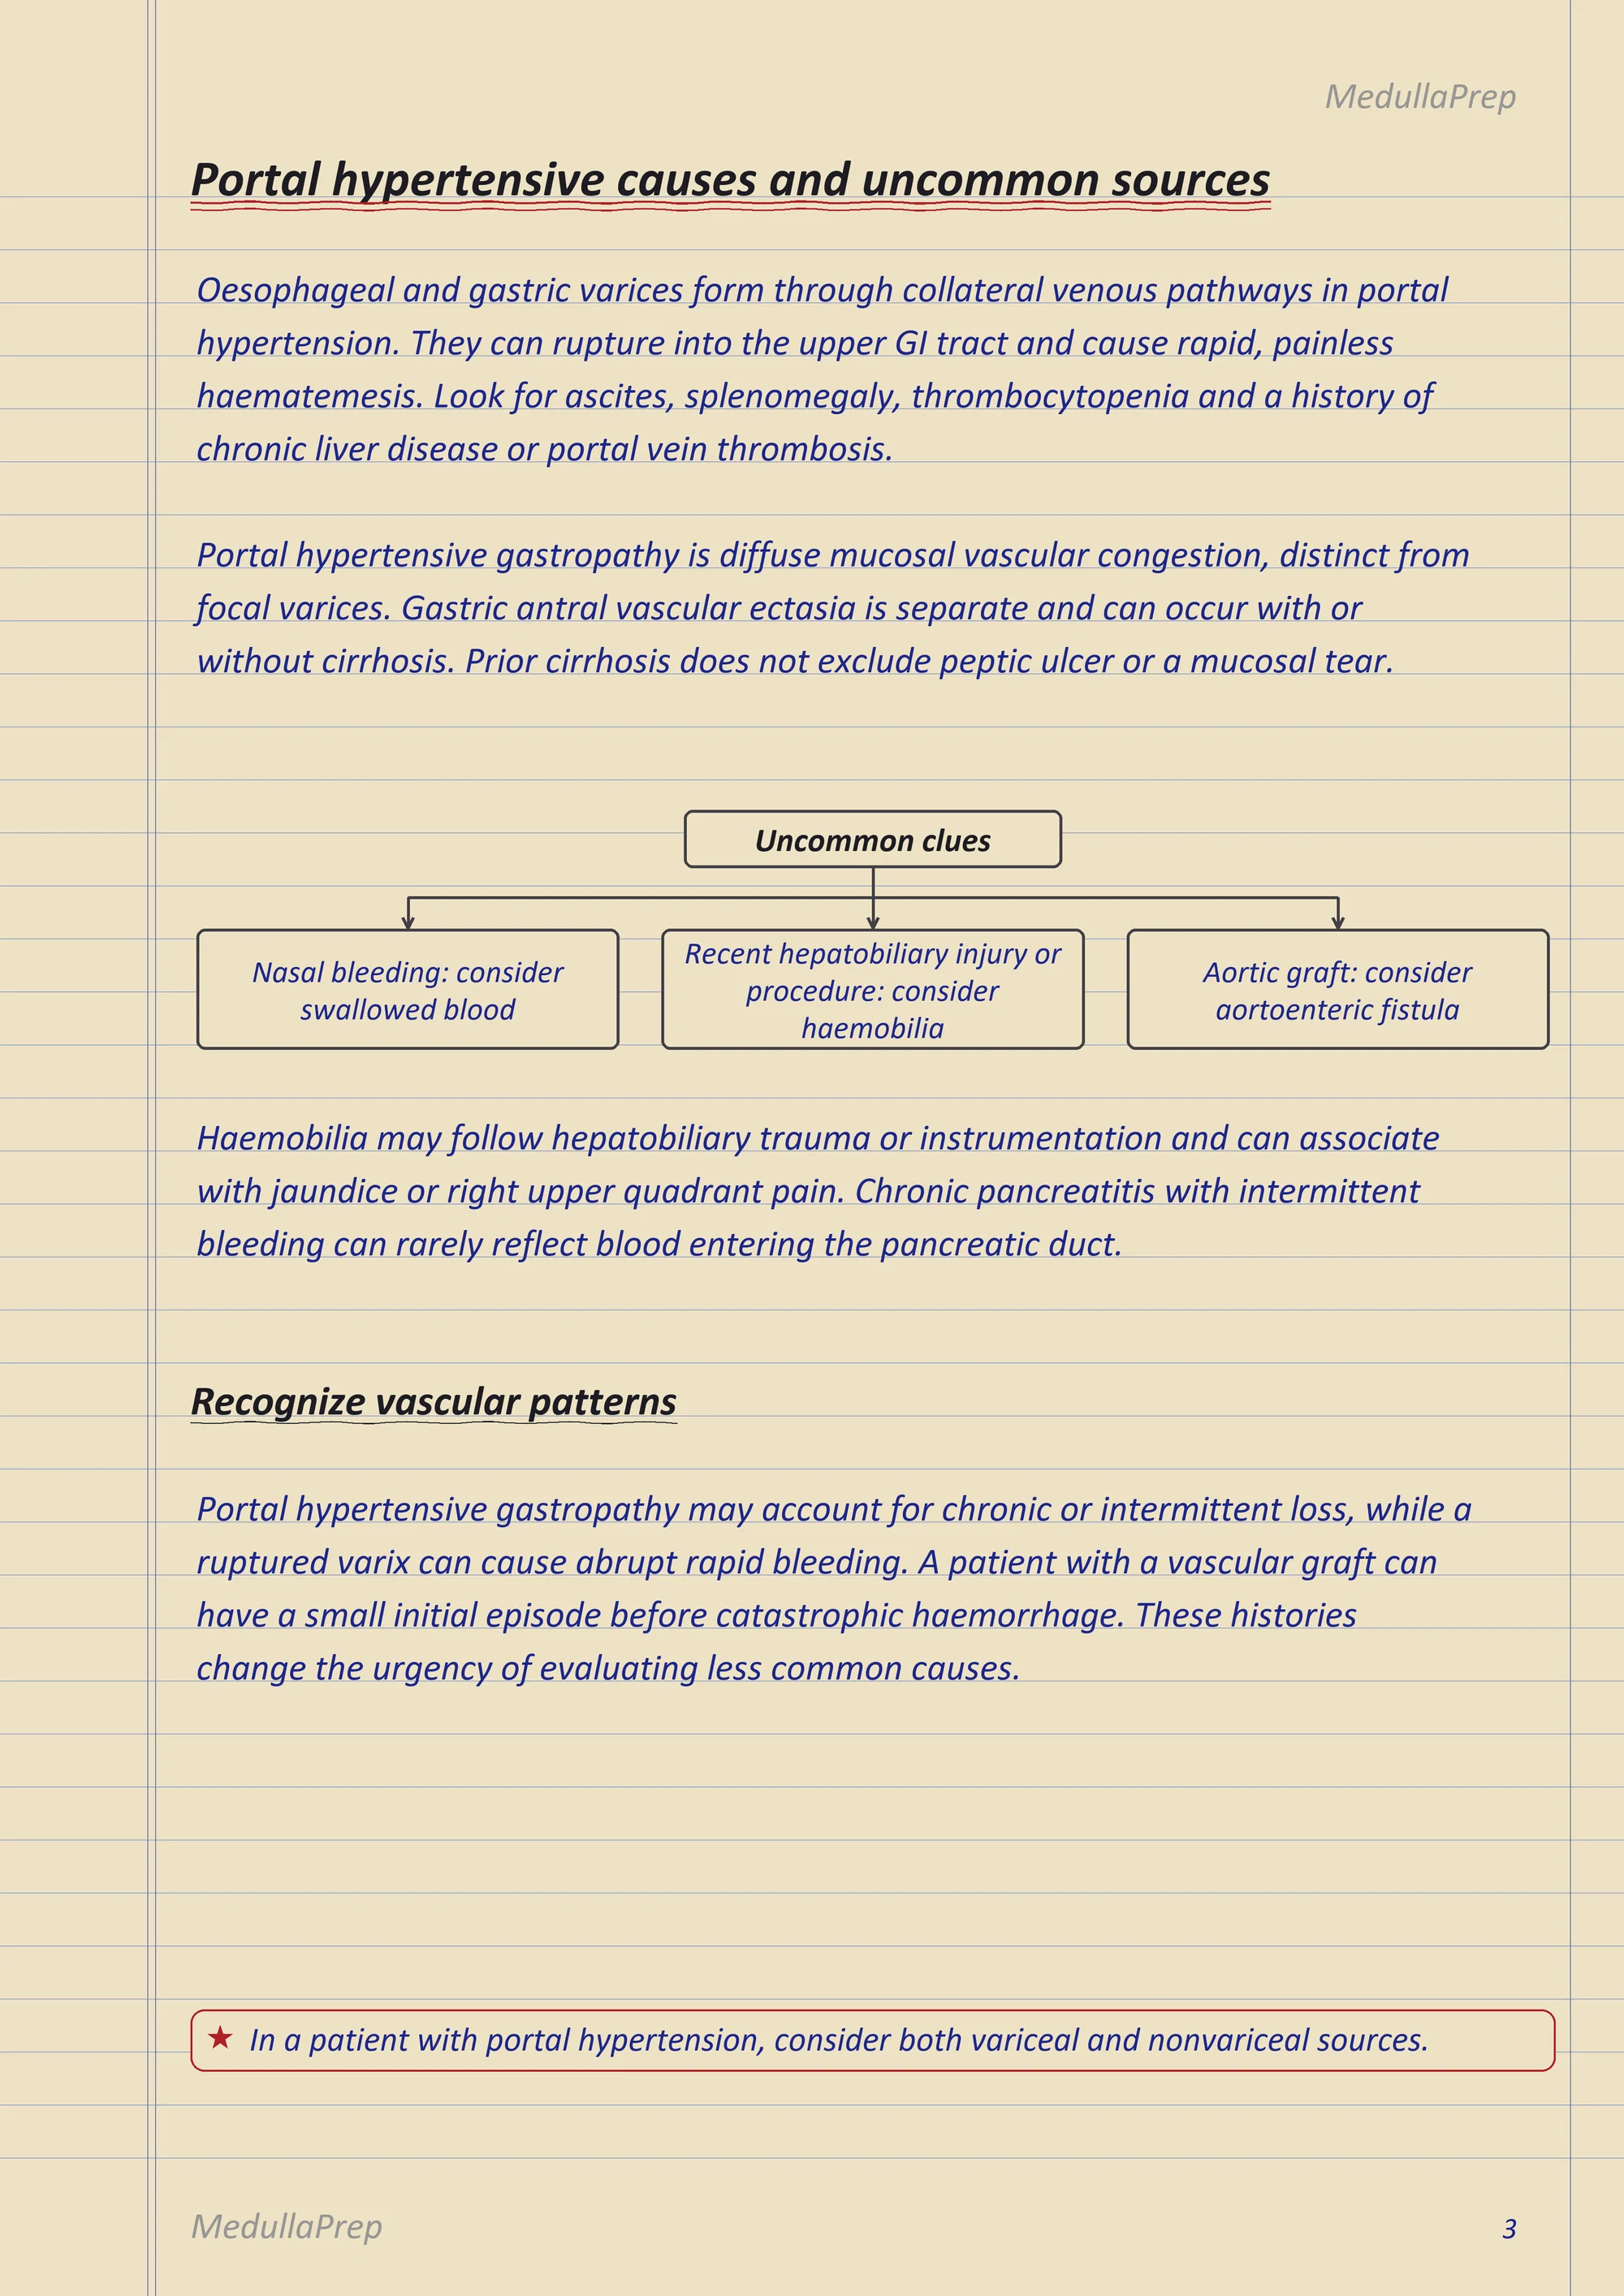 MedullaPrep
Portal hypertensive causes and uncommon sources
Oesophageal and gastric varices form through collateral venous pathways in portal
hypertension. They can rupture into the upper GI tract and cause rapid, painless
haematemesis. Look for ascites, splenomegaly, thrombocytopenia and a history of
chronic liver disease or portal vein thrombosis.
Portal hypertensive gastropathy is diffuse mucosal vascular congestion, distinct from
focal varices. Gastric antral vascular ectasia is separate and can occur with or
without cirrhosis. Prior cirrhosis does not exclude peptic ulcer or a mucosal tear.
Uncommon clues
Nasal bleeding: consider
swallowed blood
Recent hepatobiliary injury or
procedure: consider
haemobilia
Aortic graft: consider
aortoenteric fistula
Haemobilia may follow hepatobiliary trauma or instrumentation and can associate
with jaundice or right upper quadrant pain. Chronic pancreatitis with intermittent
bleeding can rarely reflect blood entering the pancreatic duct.
Recognize vascular patterns
Portal hypertensive gastropathy may account for chronic or intermittent loss, while a
ruptured varix can cause abrupt rapid bleeding. A patient with a vascular graft can
have a small initial episode before catastrophic haemorrhage. These histories
change the urgency of evaluating less common causes.
★ In a patient with portal hypertension, consider both variceal and nonvariceal sources.
MedullaPrep
3